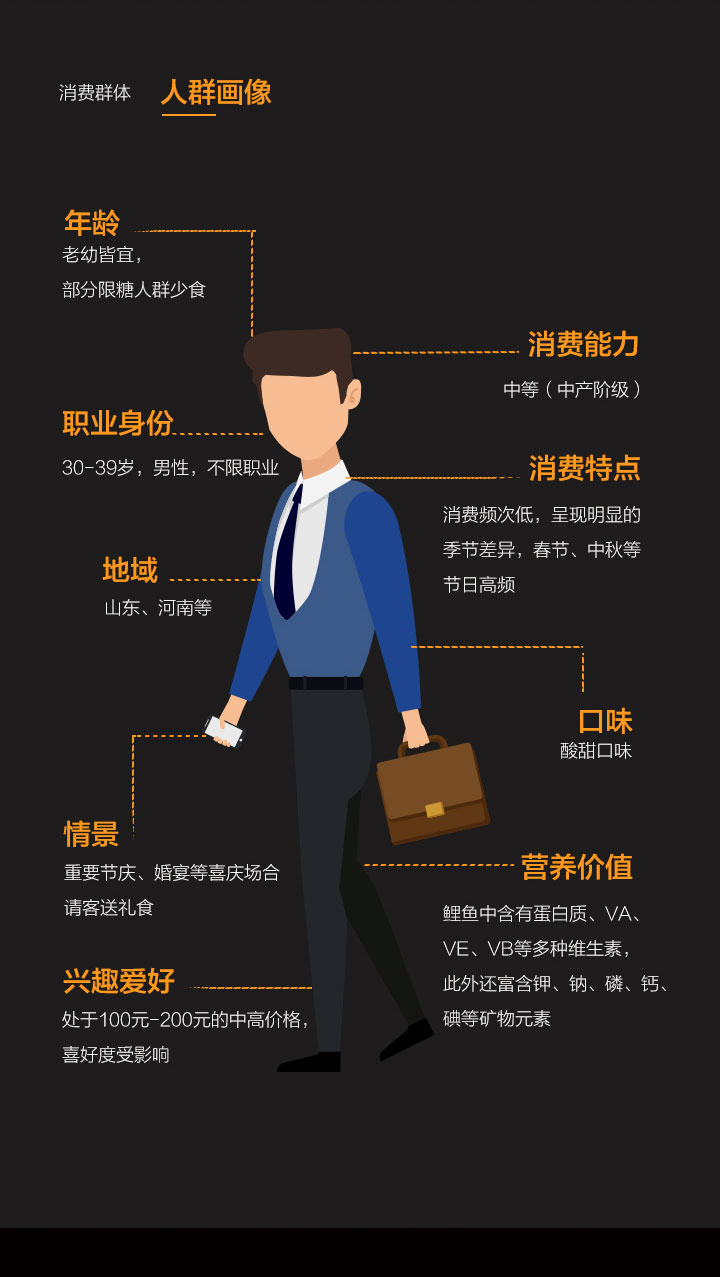 消费群体 人群画像
年龄
老幼皆宜，
部分限糖人群少食
消费能力
中等（中产阶级）
职业身份
30-39岁，男性，不限职业
消费特点
消费频次低，呈现明显的
季节差异，春节、中秋等
节日高频
地域
山东、河南等
口味
酸甜口味
情景
重要节庆、婚宴等喜庆场合
请客送礼食
营养价值
鲤鱼中含有蛋白质、VA、
VE、VB等多种维生素，
此外还富含钾、钠、磷、钙、
碘等矿物元素
兴趣爱好
处于100元-200元的中高价格，
喜好度受影响